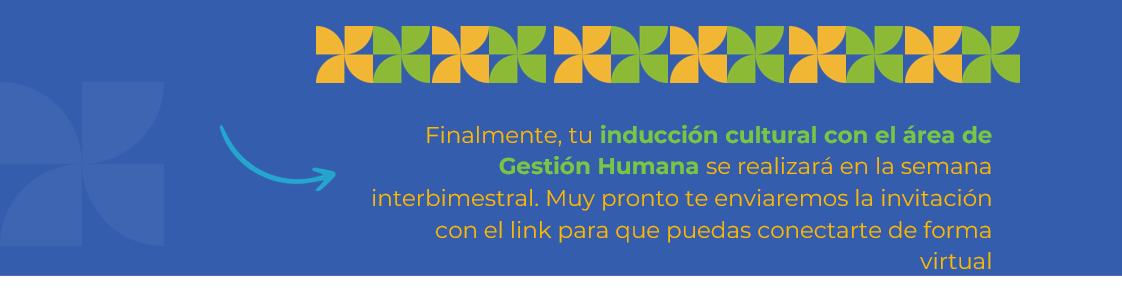 Finalmente, tu inducción cultural con el área de
Gestión Humana se realizará en la semana
interbimestral. Muy pronto te enviaremos la invitación
con el link para que puedas conectarte de forma
virtual